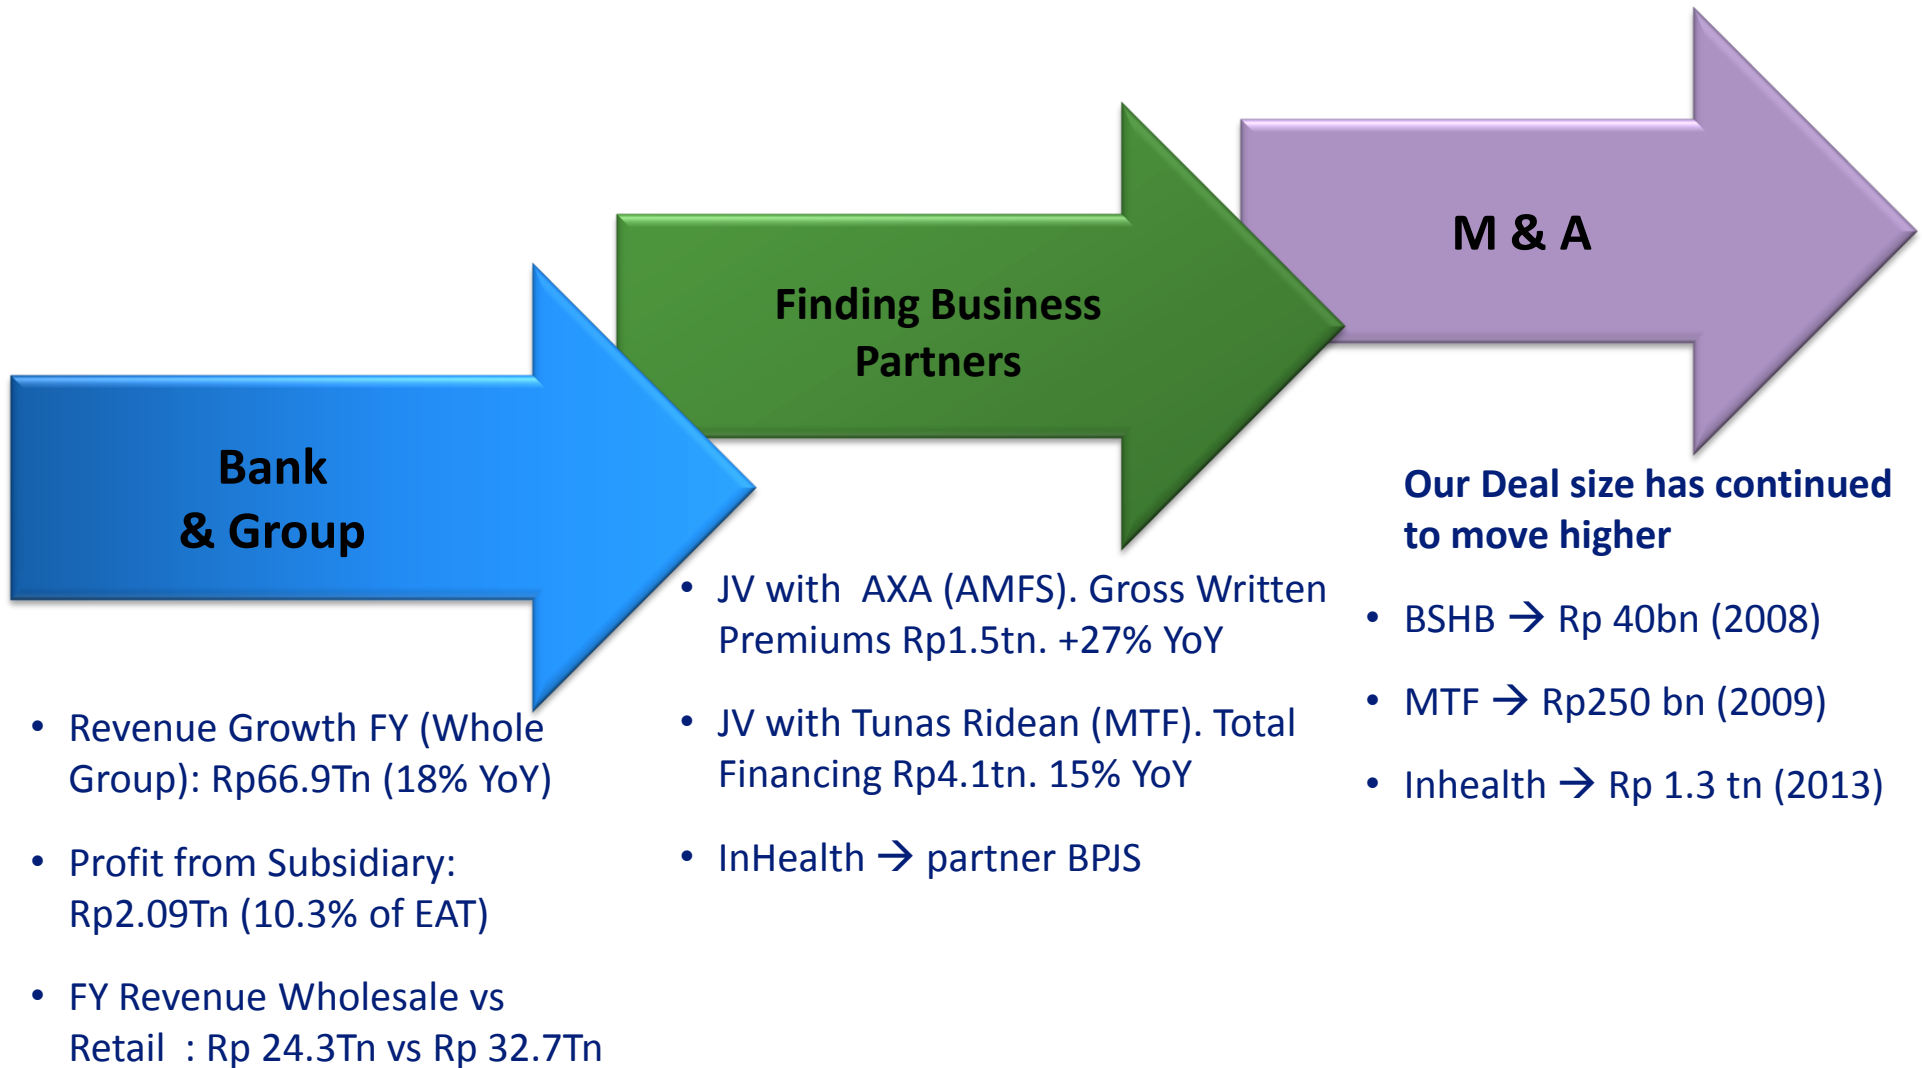 Bank
& Group
• Revenue Growth FY (Whole
Group): Rp66.9Tn (18% YoY)
• Profit from Subsidiary:
Rp2.09Tn (10.3% of EAT)
• FY Revenue Wholesale vs
Retail : Rp 24.3Tn vs Rp 32.7Tn
Finding Business
Partners
• JV with AXA (AMFS). Gross Written
Premiums Rp1.5tn. +27% YoY
• JV with Tunas Ridean (MTF). Total
Financing Rp4.1tn. 15% YoY
• InHealth → partner BPJS
M & A
Our Deal size has continued
to move higher
• BSHB → Rp 40bn (2008)
• MTF → Rp250 bn (2009)
• Inhealth → Rp 1.3 tn (2013)